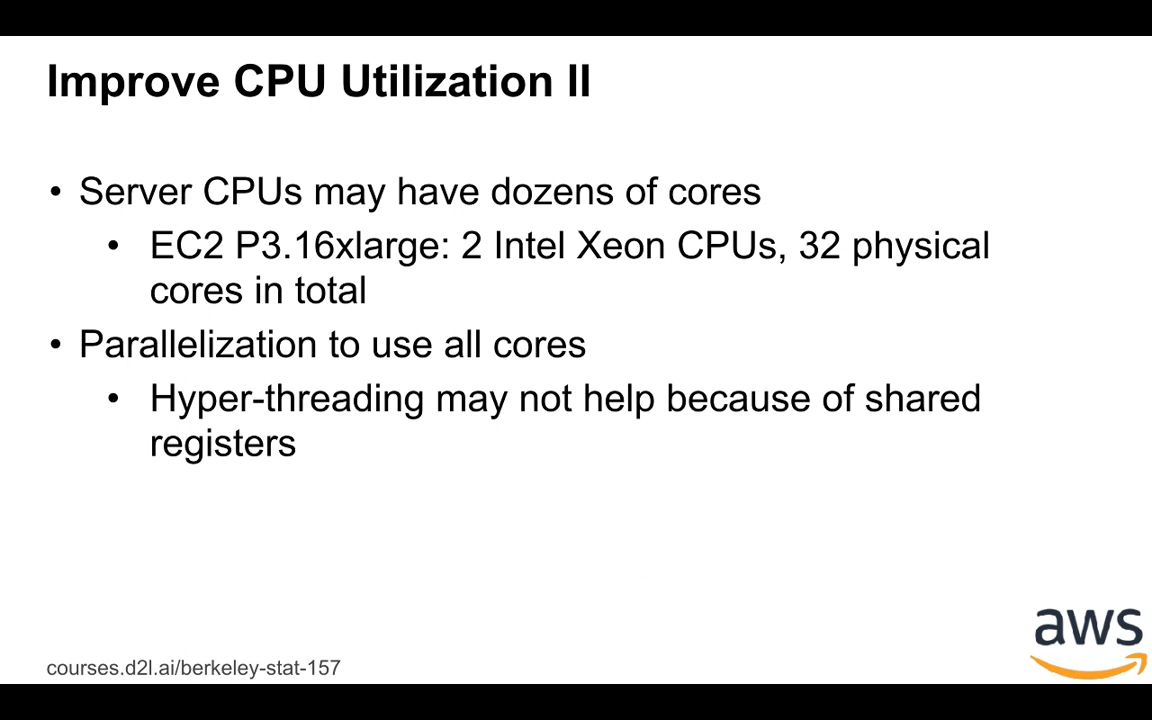 Improve CPU Utilization II
• Server CPUs may have dozens of cores
• EC2 P3.16xlarge: 2 Intel Xeon CPUs, 32 physical
cores in total
• Parallelization to use all cores
• Hyper-threading may not help because of shared
registers
aws
courses.d2l.ai/berkeley-stat-157